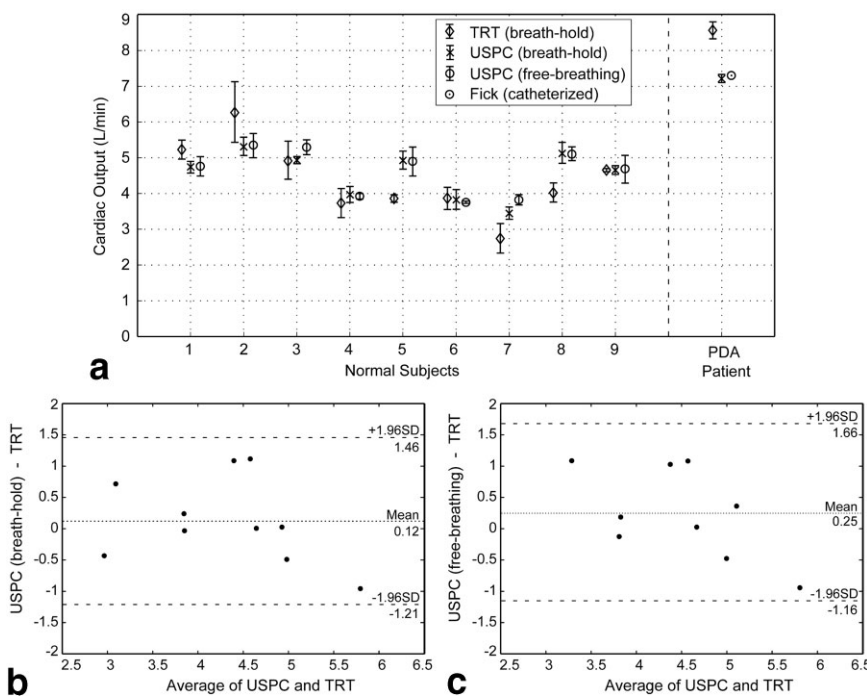 9
8
7
6
5
4
3
2
1
0
Cardiac Output (L/min)
TRT (breath-hold)
USPC (breath-hold)
USPC (free-breathing)
Fick (catheterized)
1 2 3 4 5 6 7 8 9 PDA
Normal Subjects Patient
a
2
1.5
1
0.5
0
-0.5
-1
-1.5
-2
USPC (breath-hold) - TRT
+1.96SD
1.46
Mean
0.12
-1.96SD
-1.21
2.5 3 3.5 4 4.5 5 5.5 6 6.5
Average of USPC and TRT
b
2
1.5
1
0.5
0
-0.5
-1
-1.5
-2
USPC (free-breathing) - TRT
+1.96SD
1.66
Mean
0.25
-1.96SD
-1.16
2.5 3 3.5 4 4.5 5 5.5 6 6.5
Average of USPC and TRT
c